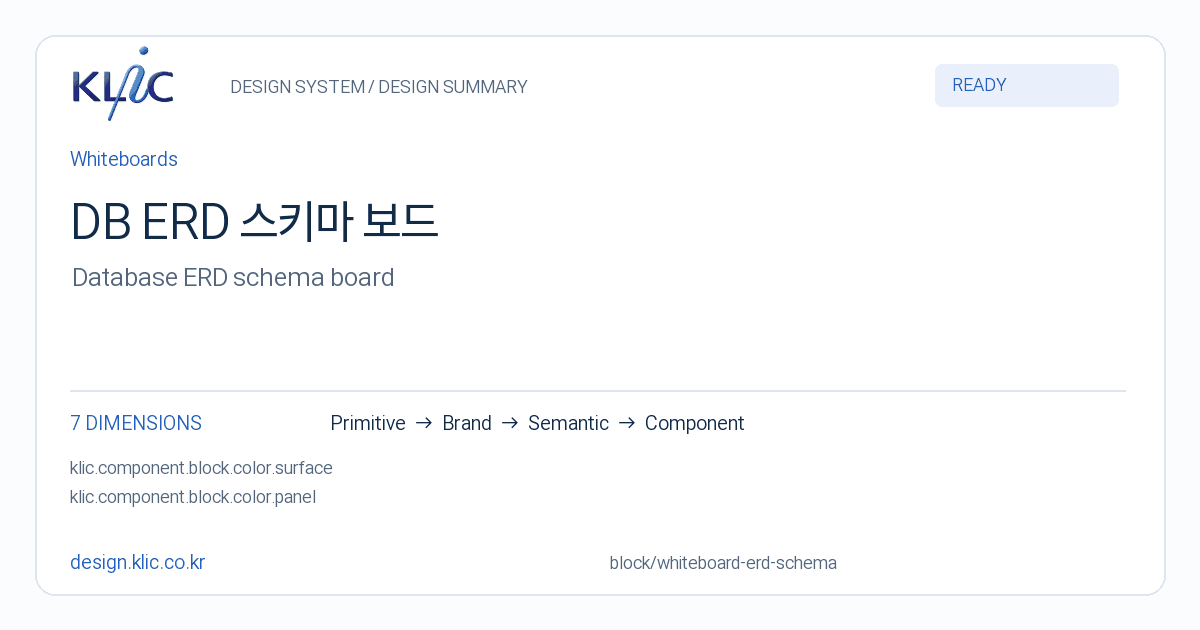 KLIC
DESIGN SYSTEM / DESIGN SUMMARY
READY
Whiteboards
DB ERD 스키마 보드
Database ERD schema board
7 DIMENSIONS
Primitive → Brand → Semantic → Component
klic.component.block.color.surface
klic.component.block.color.panel
design.klic.co.kr
block/whiteboard-erd-schema